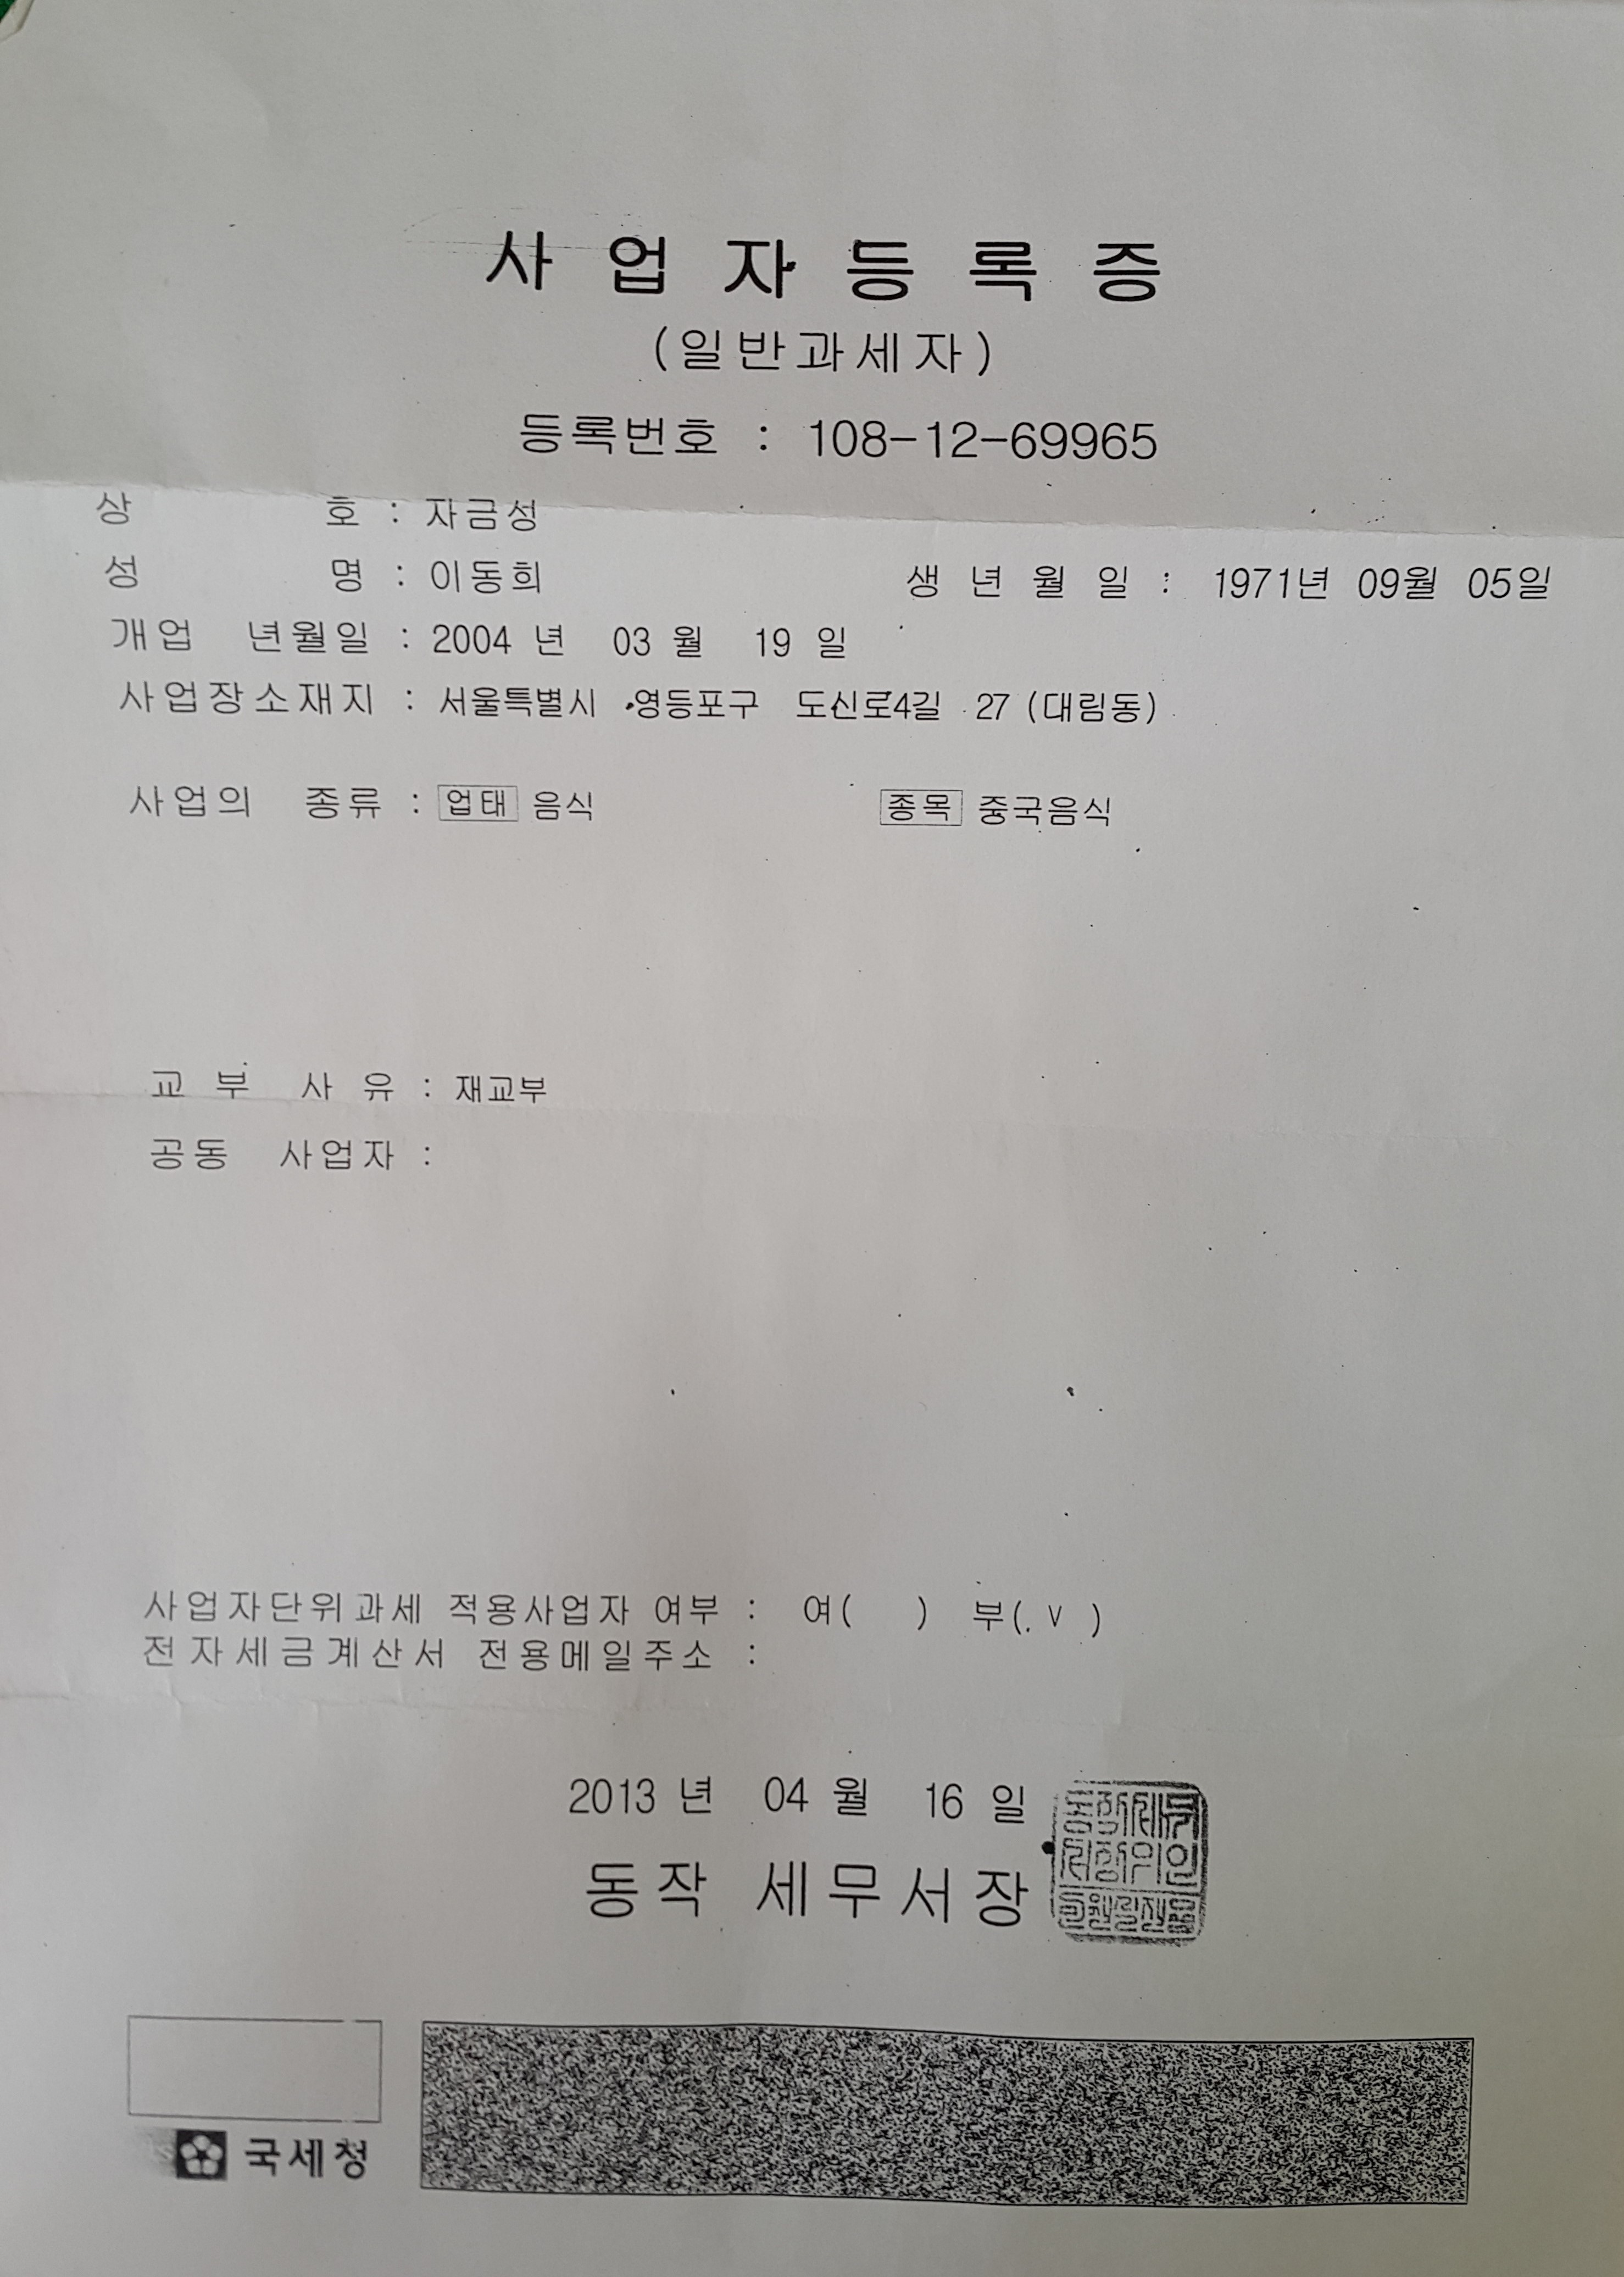 사업자등록증
(일반과세자)
등록번호 : 108-12-69965
상 호 : 자금성
성 명 : 이동희 생년월일 : 1971년 09월 05일
개업 년월일 : 2004 년 03 월 19 일
사업장소재지 : 서울특별시 영등포구 도신로4길 27 (대림동)
사업의 종류 : 업태 음식 종목 중국음식
교부 사유 : 재교부
공동 사업자 :
사업자단위과세 적용사업자 여부 : 여( ) 부( v )
전자세금계산서 전용메일주소 :
2013 년 04 월 16 일
동작 세무서장
국세청